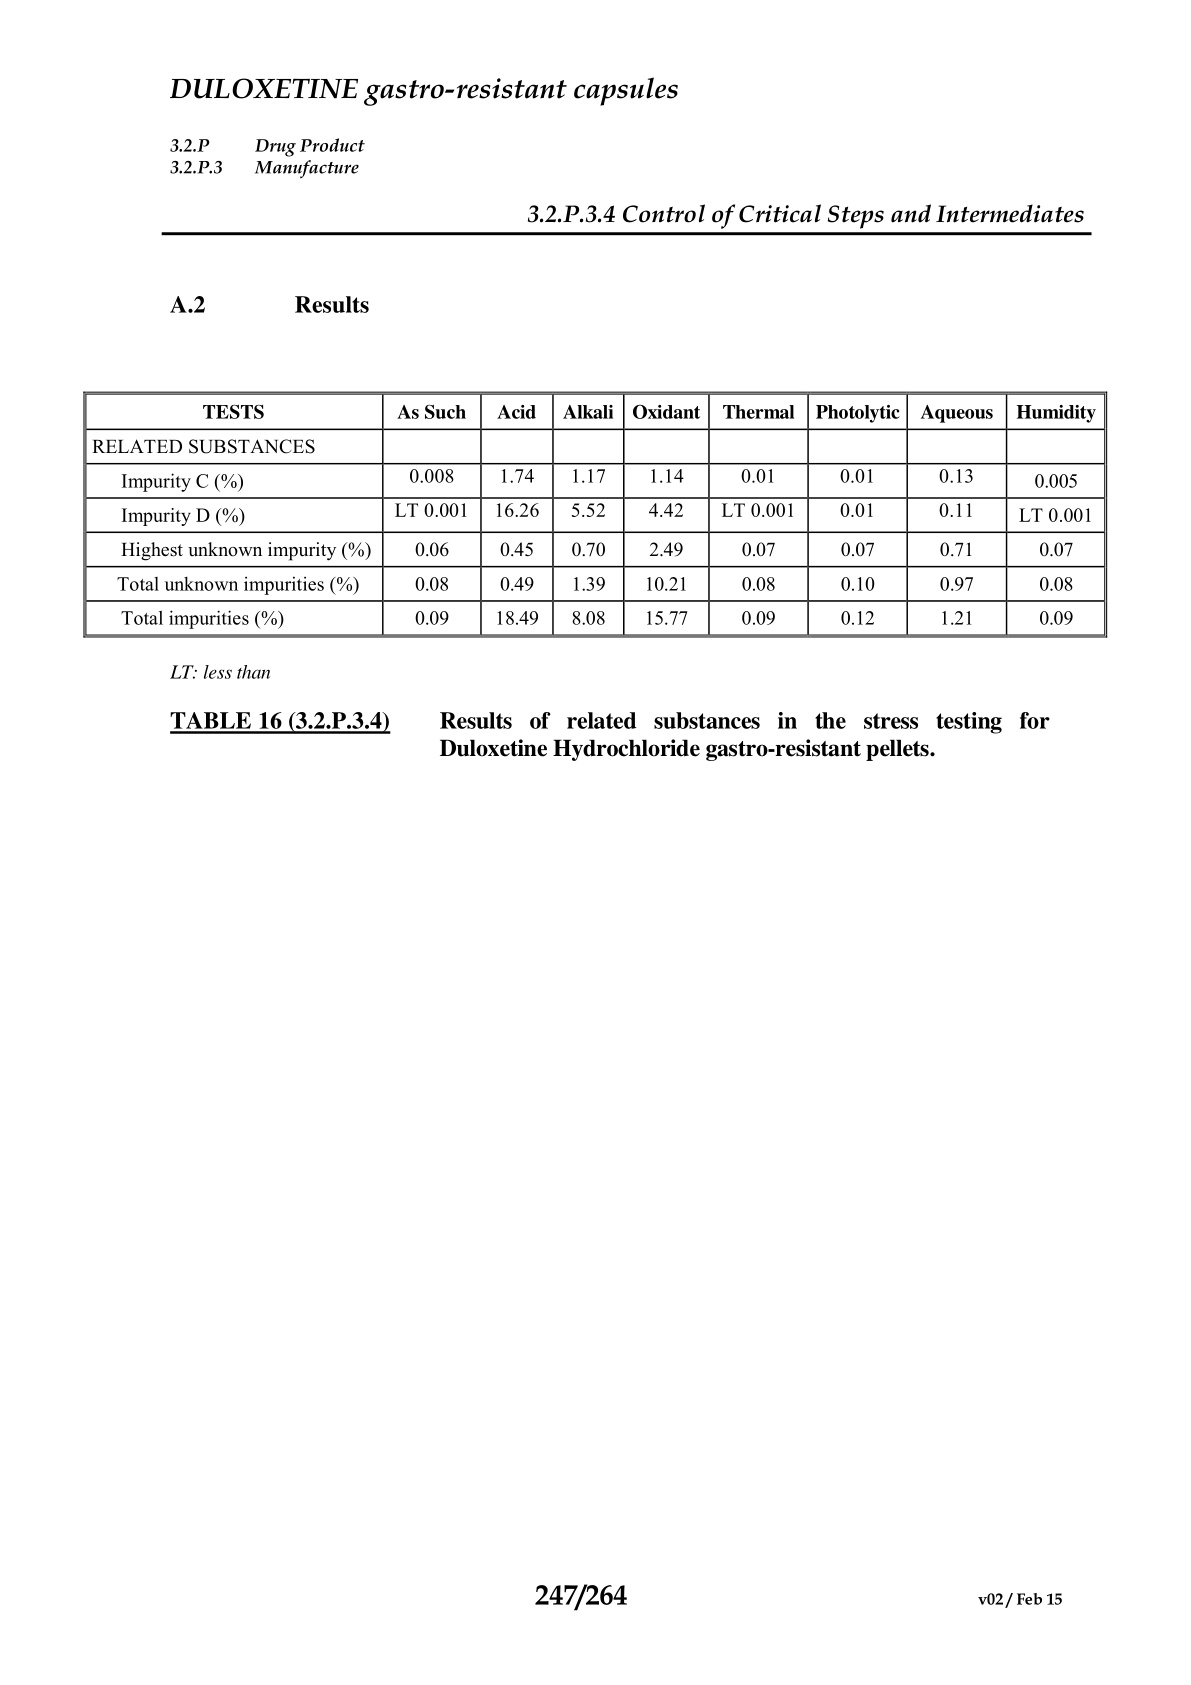 DULOXETINE gastro-resistant capsules
3.2.P Drug Product
3.2.P.3 Manufacture
3.2.P.3.4 Control of Critical Steps and Intermediates
A.2 Results
TESTS As Such Acid Alkali Oxidant Thermal Photolytic Aqueous Humidity
RELATED SUBSTANCES
Impurity C (%) 0.008 1.74 1.17 1.14 0.01 0.01 0.13 0.005
Impurity D (%) LT 0.001 16.26 5.52 4.42 LT 0.001 0.01 0.11 LT 0.001
Highest unknown impurity (%) 0.06 0.45 0.70 2.49 0.07 0.07 0.71 0.07
Total unknown impurities (%) 0.08 0.49 1.39 10.21 0.08 0.10 0.97 0.08
Total impurities (%) 0.09 18.49 8.08 15.77 0.09 0.12 1.21 0.09
LT: less than
TABLE 16 (3.2.P.3.4) Results of related substances in the stress testing for
Duloxetine Hydrochloride gastro-resistant pellets.
247/264
v02 / Feb 15